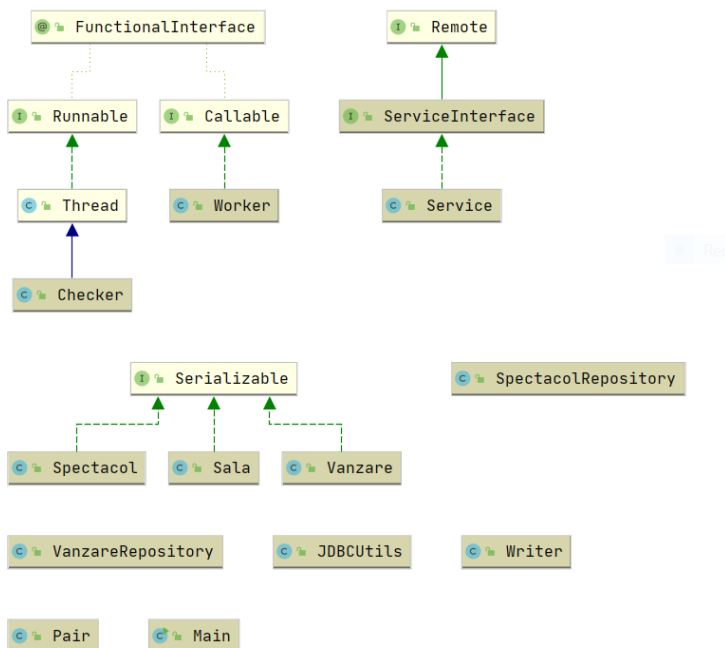 FunctionalInterface
Remote
Runnable
Callable
ServiceInterface
Thread
Worker
Service
Checker
Serializable
SpectacolRepository
Spectacol
Sala
Vanzare
VanzareRepository
JDBCUtils
Writer
Pair
Main